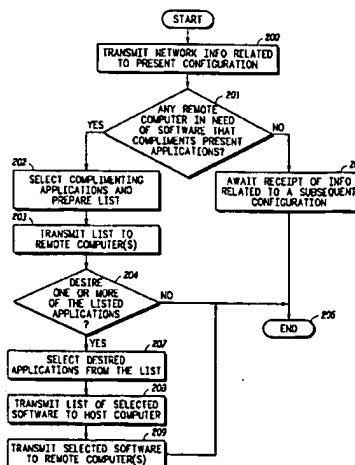 START
200
TRANSMIT NETWORK INFO RELATED
TO PRESENT CONFIGURATION
201
ANY REMOTE
COMPUTER IN NEED
OF SOFTWARE THAT
COMPLIMENTS PRESENT
APPLICATIONS?
YES
NO
202
SELECT COMPLIMENTING
APPLICATIONS AND
PREPARE LIST
AWAIT RECEIPT OF INFO
RELATED TO A SUBSEQUENT
CONFIGURATION
203
TRANSMIT LIST TO
REMOTE COMPUTER(S)
204
DESIRE
ONE OR MORE
OF THE LISTED
APPLICATIONS
?
NO
YES
END
206
207
SELECT DESIRED
APPLICATIONS FROM THE LIST
208
TRANSMIT LIST OF SELECTED
SOFTWARE TO HOST COMPUTER
209
TRANSMIT SELECTED SOFTWARE
TO REMOTE COMPUTER(S)